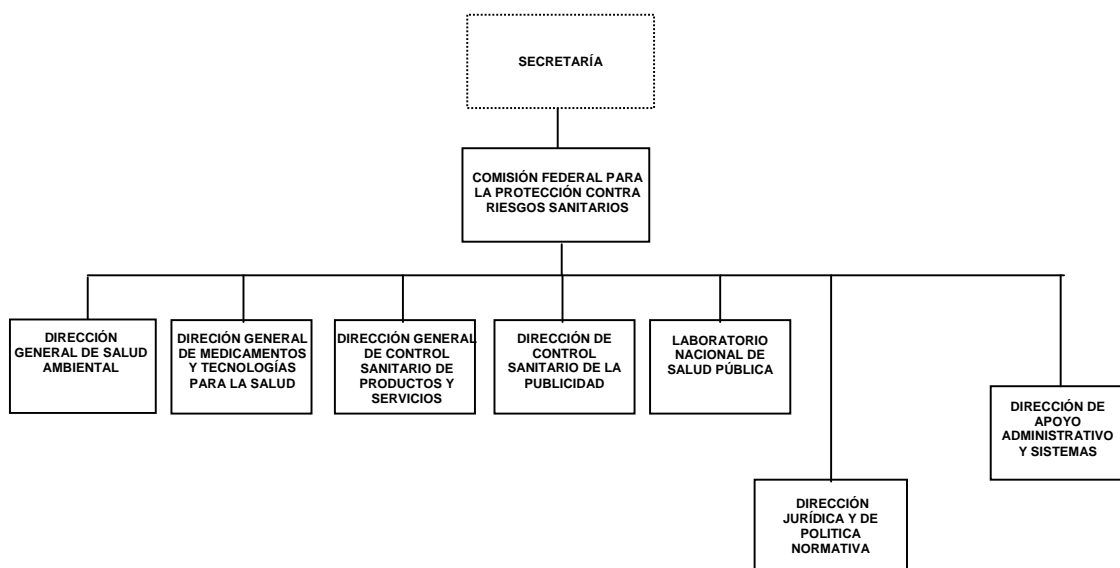 SECRETARÍA
COMISIÓN FEDERAL PARA
LA PROTECCIÓN CONTRA
RIESGOS SANITARIOS
DIRECCIÓN
GENERAL DE SALUD
AMBIENTAL
DIRECIÓN GENERAL
DE MEDICAMENTOS
Y TECNOLOGÍAS
PARA LA SALUD
DIRECCIÓN GENERAL
DE CONTROL
SANITARIO DE
PRODUCTOS Y
SERVICIOS
DIRECCIÓN DE
CONTROL
SANITARIO DE LA
PUBLICIDAD
LABORATORIO
NACIONAL DE
SALUD PÚBLICA
DIRECCIÓN DE
APOYO
ADMINISTRATIVO
Y SISTEMAS
DIRECCIÓN
JURÍDICA Y DE
POLITICA
NORMATIVA